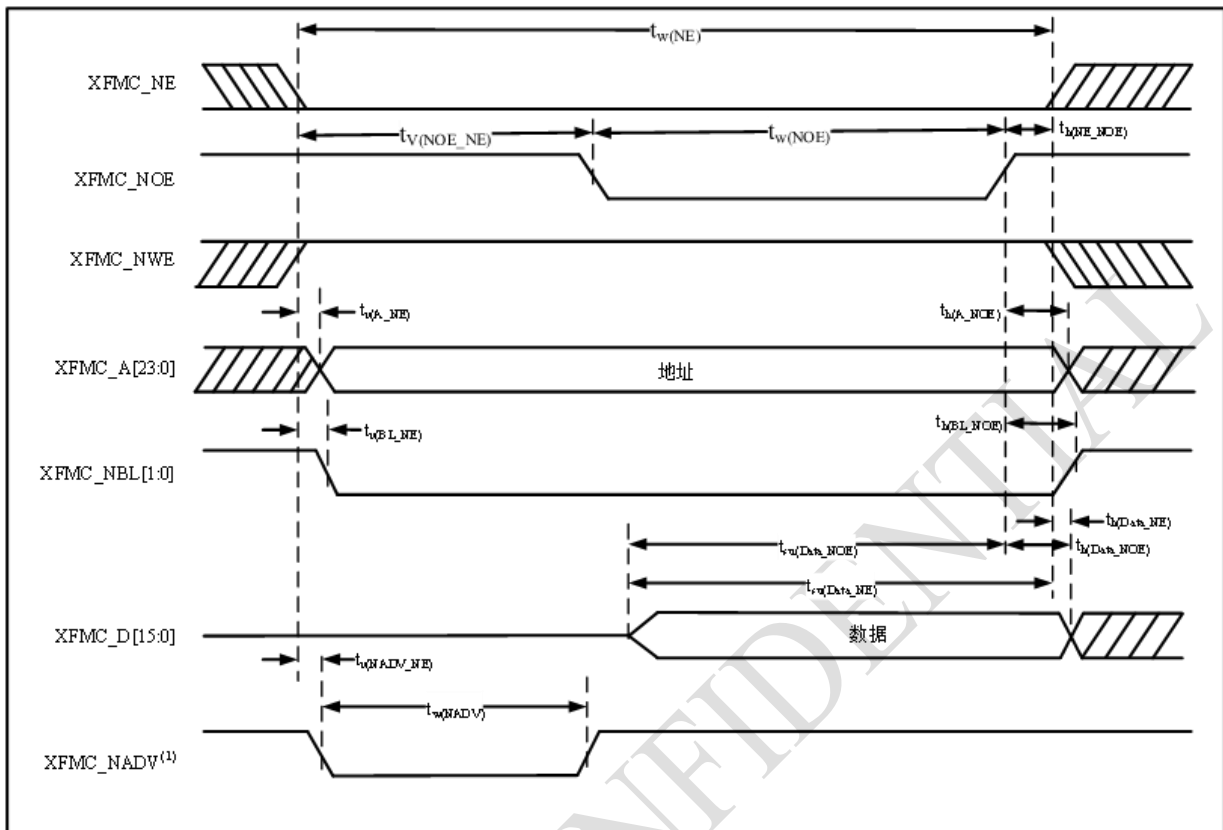 tw(NE)
XFMC_NE
tV(NOE_NE)
tw(NOE)
th(NE_NOE)
XFMC_NOE
XFMC_NWE
tv(A_NE)
th(A_NOE)
XFMC_A[23:0]
地址
tv(BL_NE)
th(BL_NOE)
XFMC_NBL[1:0]
th(Data_NE)
tsu(Data_NOE)
th(Data_NOE)
tsu(Data_NE)
XFMC_D[15:0]
数据
tv(NADV_NE)
tw(NADV)
XFMC_NADV(1)
NFIDENTIAL